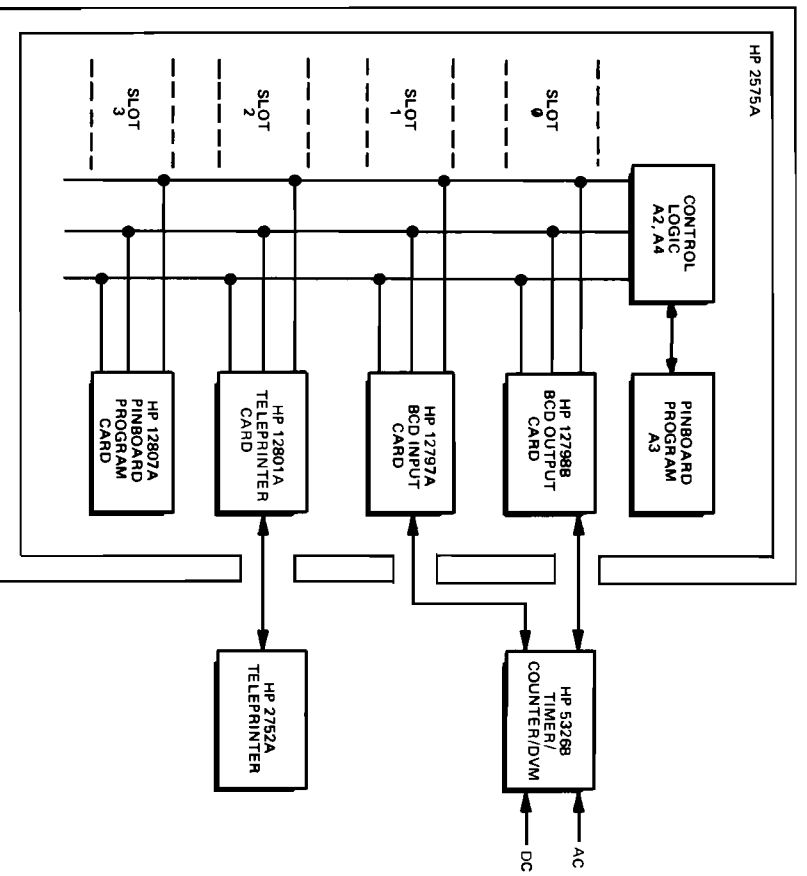 HP 2575A
CONTROL
LOGIC
A2, A4
PINBOARD
PROGRAM
A3
SLOT
0
HP 12798B
BCD OUTPUT
CARD
HP 5326B
TIMER/
COUNTER/DVM
AC
DC
SLOT
1
HP 12797A
BCD INPUT
CARD
SLOT
2
HP 12801A
TELEPRINTER
CARD
HP 2752A
TELEPRINTER
SLOT
3
HP 12807A
PINBOARD
PROGRAM
CARD